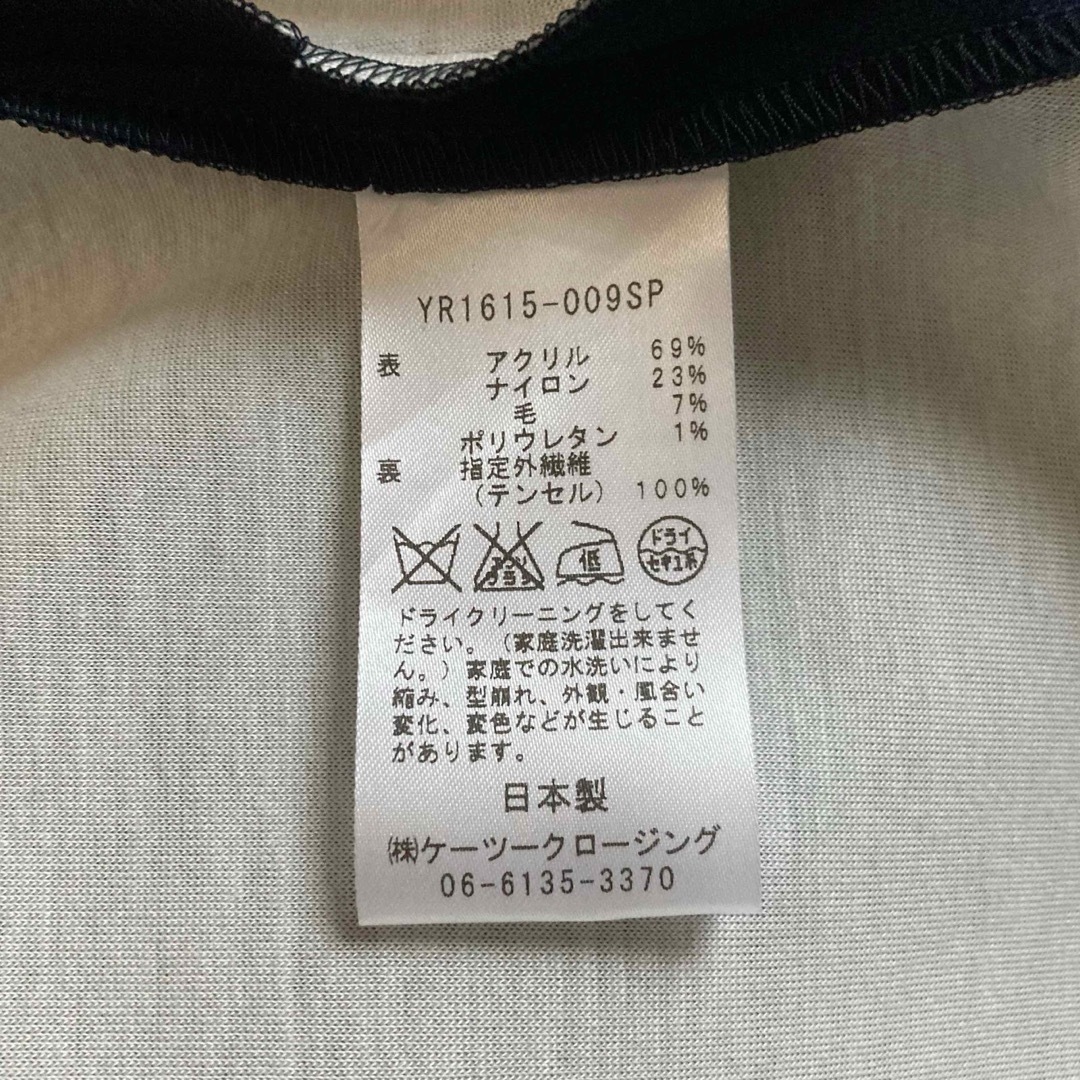 YR1615-009SP
表 アクリル 69%
ナイロン 23%
毛 7%
ポリウレタン 1%
裏 指定外繊維
(テンセル) 100%
エンソ
サラシ
低
ドライ
セキユ系
ドライクリーニングをしてく
ださい。(家庭洗濯出来ませ
ん。)家庭での水洗いにより
縮み、型崩れ、外観・風合い
変化、変色などが生じること
があります。
日本製
㈱ケーツークロージング
06-6135-3370